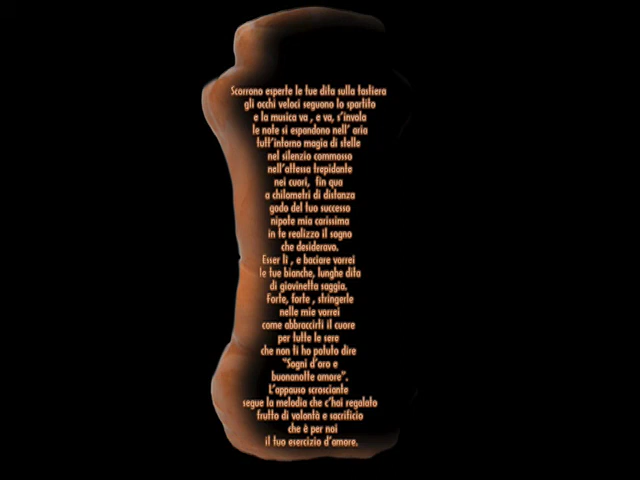 Scorrono esperte le tue dita sulla tastiera
gli occhi veloci seguono lo spartito
e la musica va , e va, s'invola
le note si espandono nell' aria
tutt'intorno magia di stelle
nel silenzio commosso
nell'attessa trepidante
nei cuori, fin qua
a chilometri di distanza
godo del tuo successo
nipote mia carissima
in te realizzo il sogno
che desideravo.
Esser lì , e baciare vorrei
le tue bianche, lunghe dita
di giovinetta saggia.
Forte, forte , stringerle
nelle mie vorrei
come abbracciarti il cuore
per tutte le sere
che non ti ho potuto dire
"Sogni d'oro e
buonanotte amore".
L'appauso scrosciante
segue la melodia che c'hai regalato
frutto di volontà e sacrificio
che è per noi
il tuo esercizio d'amore.